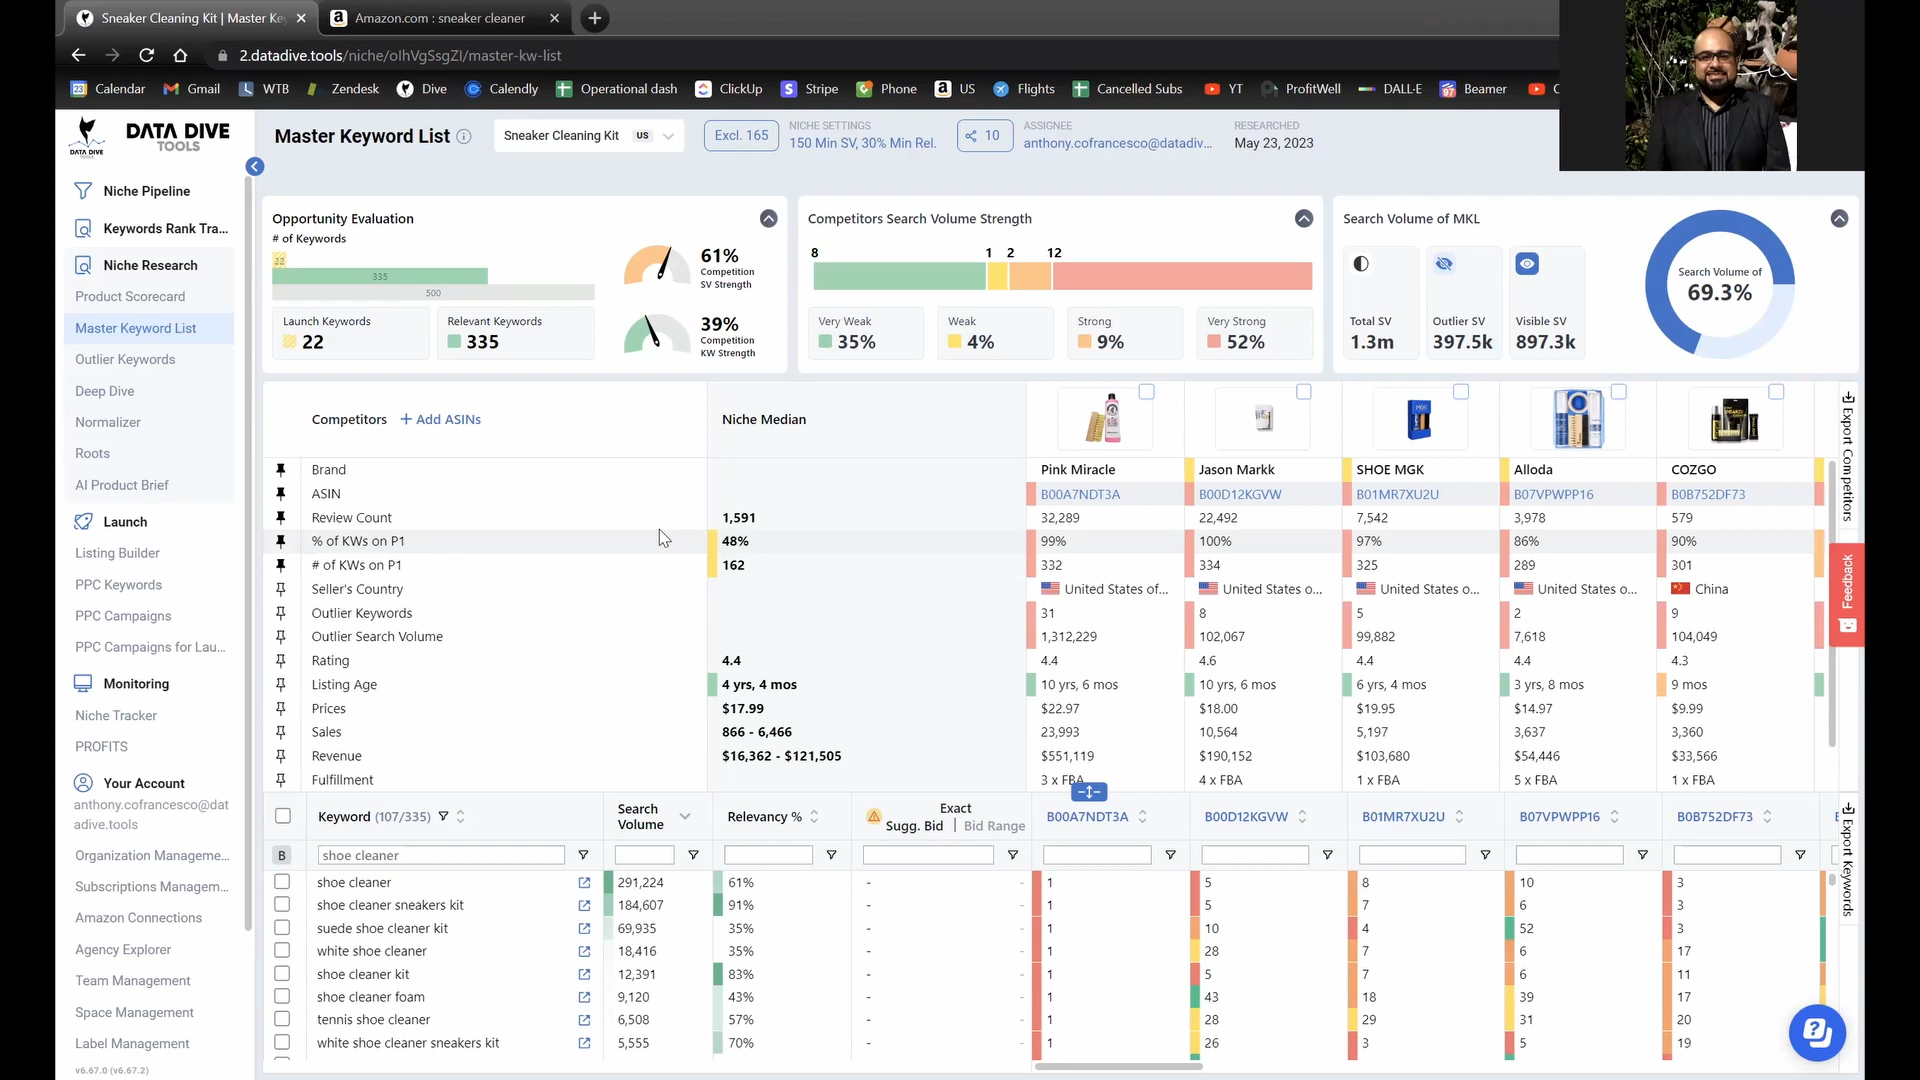 Sneaker Cleaning Kit | Master Ke
Amazon.com : sneaker cleaner
2.datadive.tools/niche/oIhVgSsgZI/master-kw-list
Calendar Gmail WTB Zendesk Dive Calendly Operational dash ClickUp Stripe Phone US Flights Cancelled Subs YT ProfitWell DALL·E Beamer
DATA DIVE TOOLS
Master Keyword List
Sneaker Cleaning Kit US
Excl. 165
NICHE SETTINGS
150 Min SV, 30% Min Rel.
10
ASSIGNEE
anthony.cofrancesco@datadiv...
RESEARCHED
May 23, 2023
Niche Pipeline
Keywords Rank Tra...
Niche Research
Product Scorecard
Master Keyword List
Outlier Keywords
Deep Dive
Normalizer
Roots
AI Product Brief
Launch
Listing Builder
PPC Keywords
PPC Campaigns
PPC Campaigns for Lau...
Monitoring
Niche Tracker
PROFITS
Your Account
anthony.cofrancesco@dat
adive.tools
Organization Manageme...
Subscriptions Managem...
Amazon Connections
Agency Explorer
Team Management
Space Management
Label Management
v6.67.0 (v6.67.2)
Opportunity Evaluation
# of Keywords
22
335
500
Launch Keywords
22
Relevant Keywords
335
61%
Competition
SV Strength
39%
Competition
KW Strength
Competitors Search Volume Strength
8 1 2 12
Very Weak
35%
Weak
4%
Strong
9%
Very Strong
52%
Search Volume of MKL
Total SV
1.3m
Outlier SV
397.5k
Visible SV
897.3k
Search Volume of
69.3%
Competitors + Add ASINs Niche Median
Brand Pink Miracle Jason Markk SHOE MGK Alloda COZGO
ASIN B00A7NDT3A B00D12KGVW B01MR7XU2U B07VPWPP16 B0B752DF73
Review Count 1,591 32,289 22,492 7,542 3,978 579
% of KWs on P1 48% 99% 100% 97% 86% 90%
# of KWs on P1 162 332 334 325 289 301
Seller's Country United States of... United States o... United States o... United States o... China
Outlier Keywords 31 8 5 2 9
Outlier Search Volume 1,312,229 102,067 99,882 7,618 104,049
Rating 4.4 4.4 4.6 4.4 4.4 4.3
Listing Age 4 yrs, 4 mos 10 yrs, 6 mos 10 yrs, 6 mos 6 yrs, 4 mos 3 yrs, 8 mos 9 mos
Prices $17.99 $22.97 $18.00 $19.95 $14.97 $9.99
Sales 866 - 6,466 23,993 10,564 5,197 3,637 3,360
Revenue $16,362 - $121,505 $551,119 $190,152 $103,680 $54,446 $33,566
Fulfillment 3 x FBA 4 x FBA 1 x FBA 5 x FBA 1 x FBA
Export Competitors
Feedback
Export Keywords
Keyword (107/335) Search Volume Relevancy % Exact Sugg. Bid | Bid Range B00A7NDT3A B00D12KGVW B01MR7XU2U B07VPWPP16 B0B752DF73
B shoe cleaner
shoe cleaner 291,224 61% - - 1 5 8 10 3
shoe cleaner sneakers kit 184,607 91% - - 1 5 7 6 3
suede shoe cleaner kit 69,935 35% - - 1 10 4 52 3
white shoe cleaner 18,416 35% - - 1 28 7 6 17
shoe cleaner kit 12,391 83% - - 1 5 7 6 11
shoe cleaner foam 9,120 43% - - 1 43 18 39 17
tennis shoe cleaner 6,508 57% - - 1 28 29 31 20
white shoe cleaner sneakers kit 5,555 70% - - 1 26 3 5 19